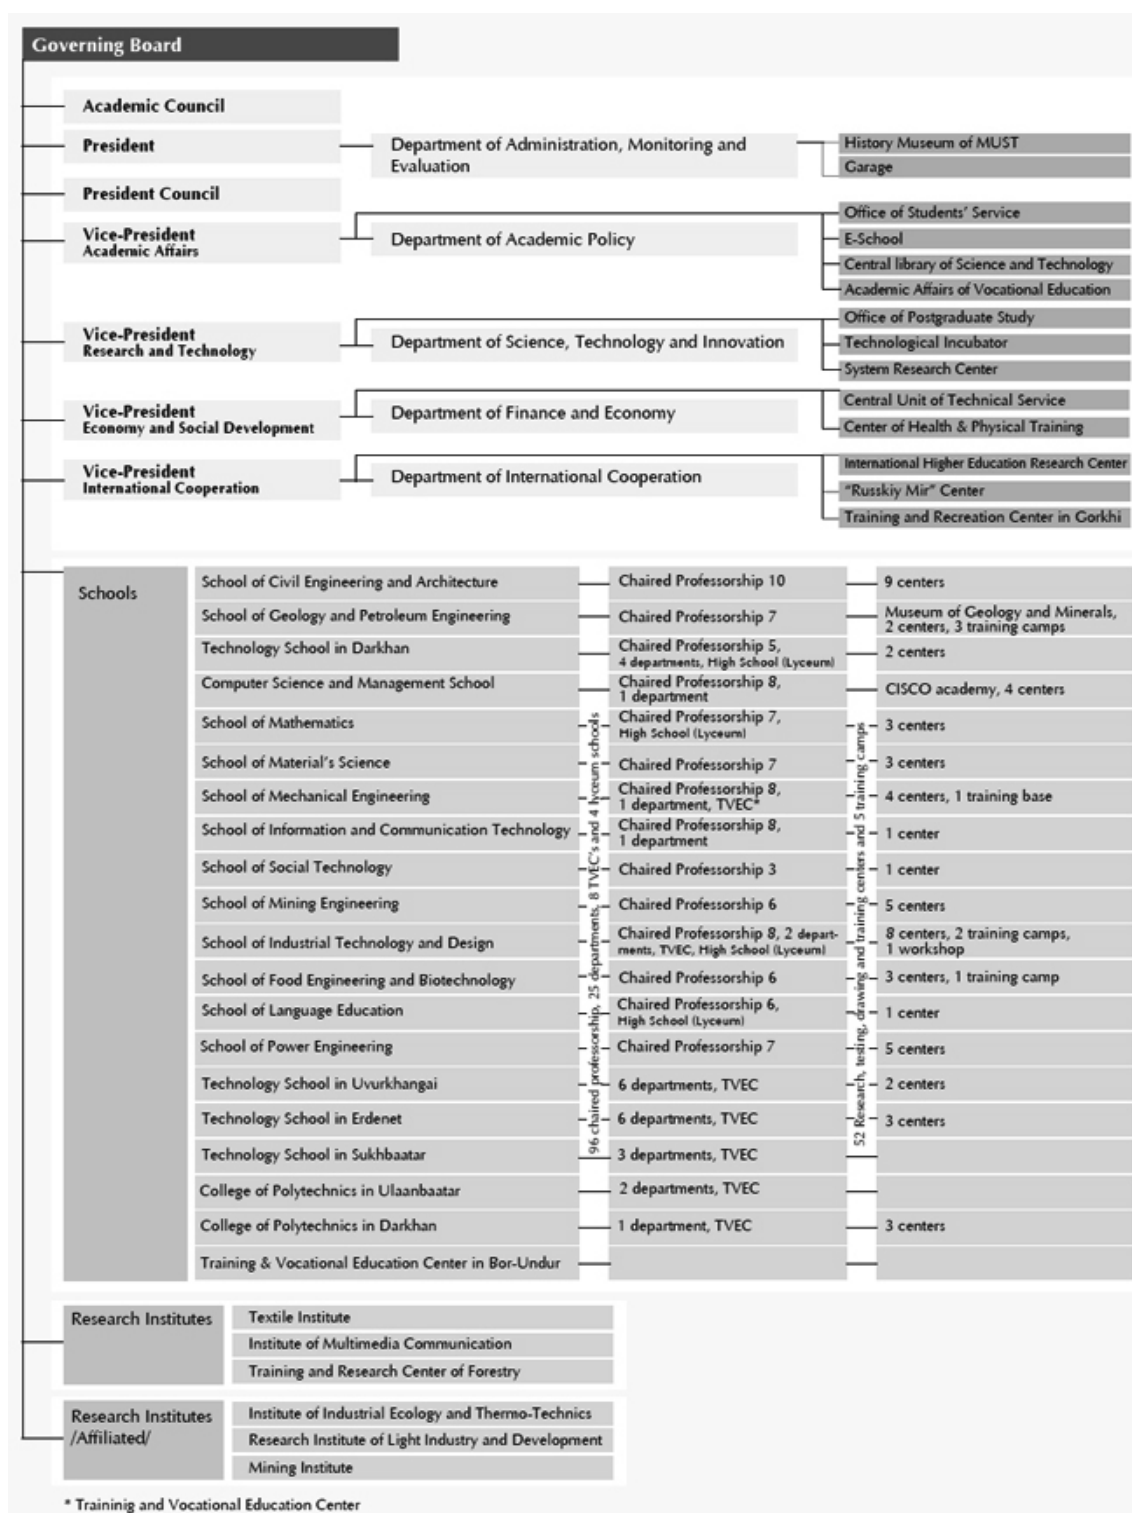 Governing Board
Academic Council
President
Department of Administration, Monitoring and
Evaluation
History Museum of MUST
Garage
President Council
Vice-President
Academic Affairs
Department of Academic Policy
Office of Students' Service
E-School
Central library of Science and Technology
Academic Affairs of Vocational Education
Vice-President
Research and Technology
Department of Science, Technology and Innovation
Office of Postgraduate Study
Technological Incubator
System Research Center
Vice-President
Economy and Social Development
Department of Finance and Economy
Central Unit of Technical Service
Center of Health & Physical Training
Vice-President
International Cooperation
Department of International Cooperation
International Higher Education Research Center
"Russkiy Mir" Center
Training and Recreation Center in Gorkhi
Schools
School of Civil Engineering and Architecture
Chaired Professorship 10
9 centers
School of Geology and Petroleum Engineering
Chaired Professorship 7
Museum of Geology and Minerals,
2 centers, 3 training camps
Technology School in Darkhan
Chaired Professorship 5,
4 departments, High School (Lyceum)
2 centers
Computer Science and Management School
Chaired Professorship 8,
1 department
CISCO academy, 4 centers
School of Mathematics
Chaired Professorship 7,
High School (Lyceum)
3 centers
School of Material's Science
Chaired Professorship 7
3 centers
School of Mechanical Engineering
Chaired Professorship 8,
1 department, TVEC*
4 centers, 1 training base
School of Information and Communication Technology
Chaired Professorship 8,
1 department
1 center
School of Social Technology
Chaired Professorship 3
1 center
School of Mining Engineering
Chaired Professorship 6
5 centers
School of Industrial Technology and Design
Chaired Professorship 8, 2 depart-
ments, TVEC, High School (Lyceum)
8 centers, 2 training camps,
1 workshop
School of Food Engineering and Biotechnology
Chaired Professorship 6
3 centers, 1 training camp
School of Language Education
Chaired Professorship 6,
High School (Lyceum)
1 center
School of Power Engineering
Chaired Professorship 7
5 centers
Technology School in Uvurkhangai
6 departments, TVEC
2 centers
Technology School in Erdenet
6 departments, TVEC
3 centers
Technology School in Sukhbaatar
3 departments, TVEC
College of Polytechnics in Ulaanbaatar
2 departments, TVEC
College of Polytechnics in Darkhan
1 department, TVEC
3 centers
Training & Vocational Education Center in Bor-Undur
96 chaired professorship, 25 departments, 8 TVEC's and 4 lyceum schools
52 Research, testing, drawing and training centers and 5 training camps
Research Institutes
Textile Institute
Institute of Multimedia Communication
Training and Research Center of Forestry
Research Institutes
/Affiliated/
Institute of Industrial Ecology and Thermo-Technics
Research Institute of Light Industry and Development
Mining Institute
* Traininig and Vocational Education Center